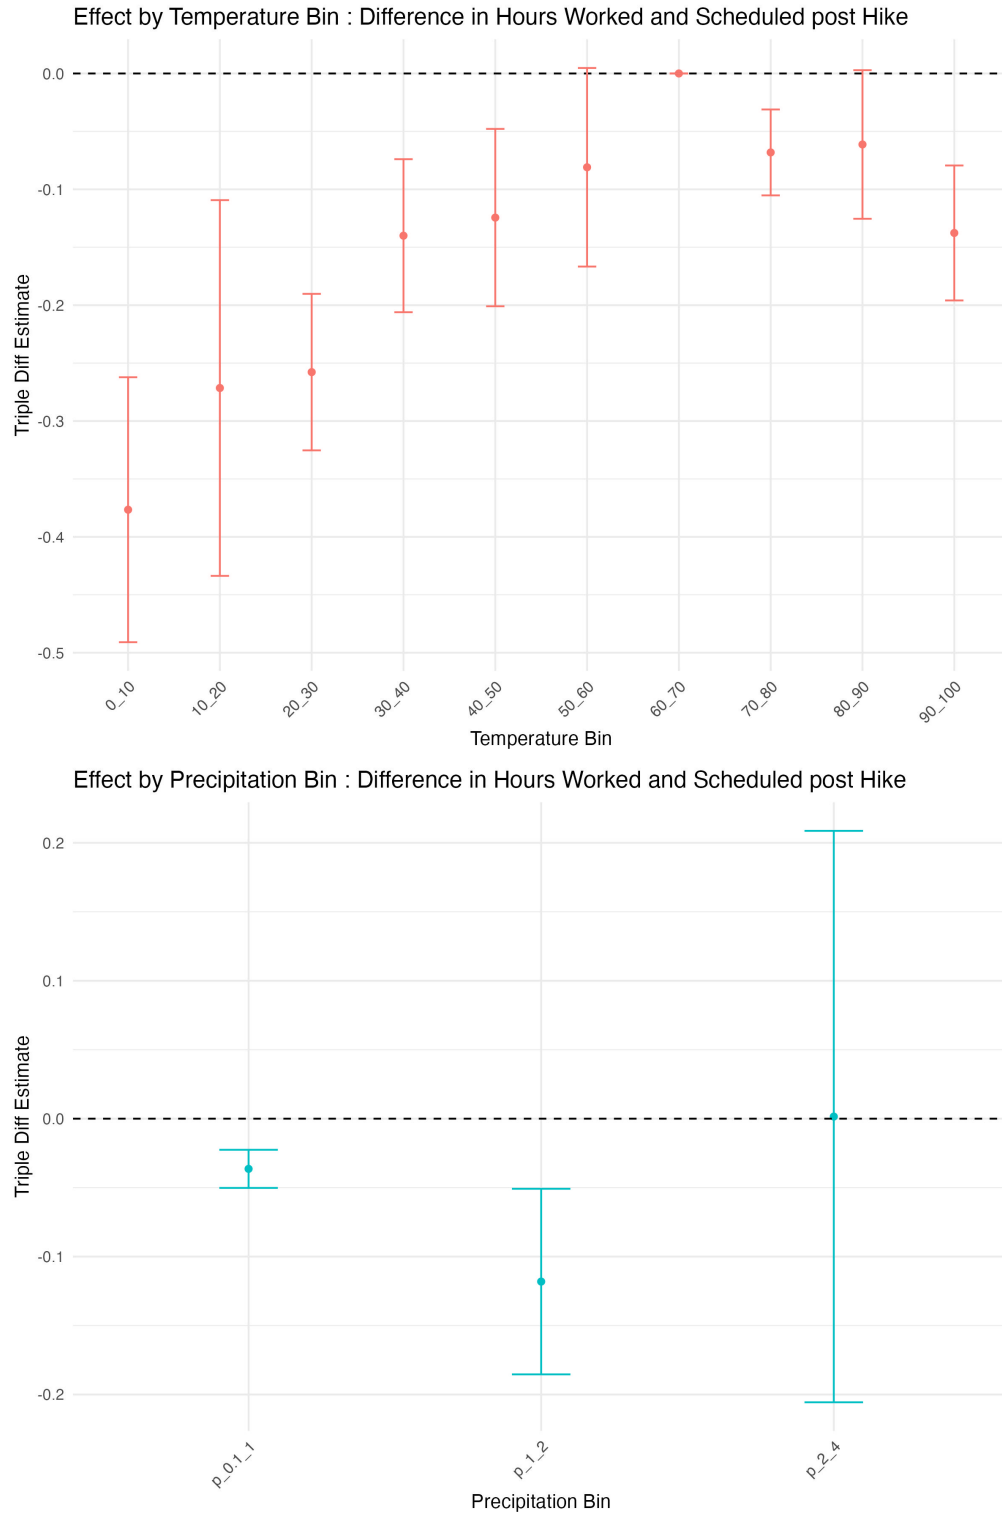 Effect by Temperature Bin : Difference in Hours Worked and Scheduled post Hike
Triple Diff Estimate
0.0
-0.1
-0.2
-0.3
-0.4
-0.5
0_10
10_20
20_30
30_40
40_50
50_60
60_70
70_80
80_90
90_100
Temperature Bin
Effect by Precipitation Bin : Difference in Hours Worked and Scheduled post Hike
Triple Diff Estimate
0.2
0.1
0.0
-0.1
-0.2
p_0.1_1
p_1_2
p_2_4
Precipitation Bin